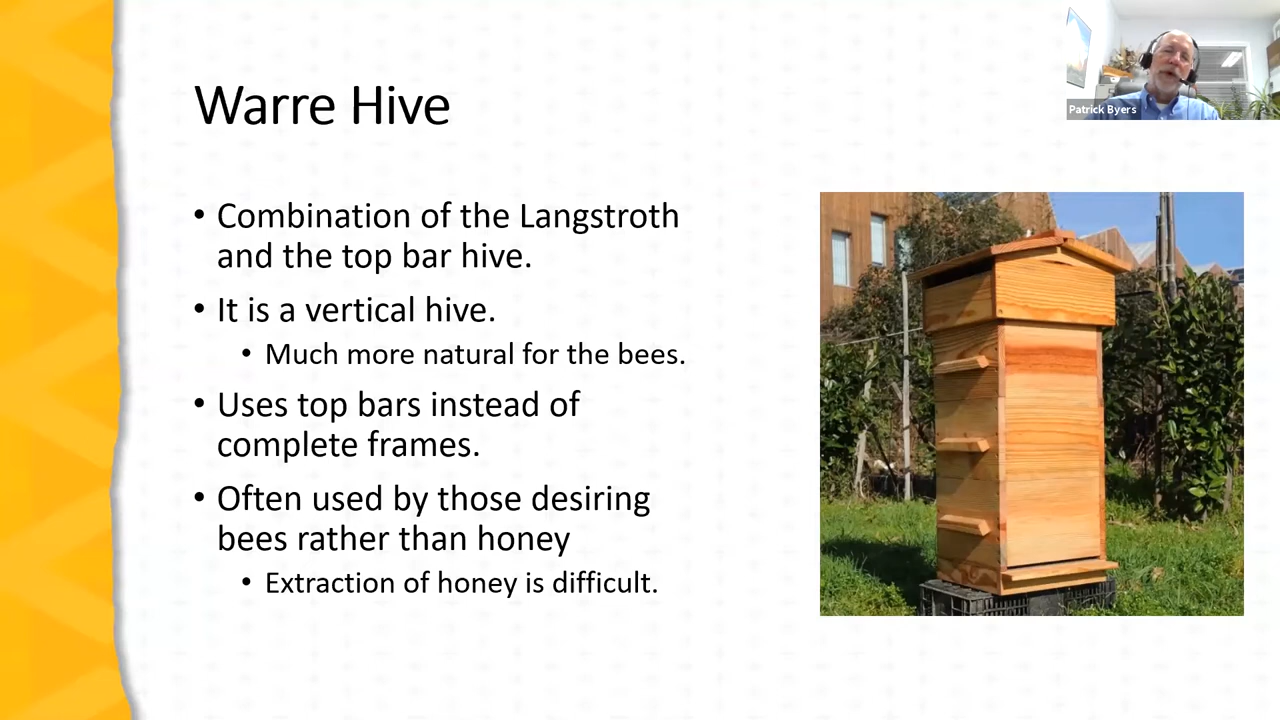 Warre Hive
Patrick Byers
• Combination of the Langstroth
and the top bar hive.
• It is a vertical hive.
• Much more natural for the bees.
• Uses top bars instead of
complete frames.
• Often used by those desiring
bees rather than honey
• Extraction of honey is difficult.